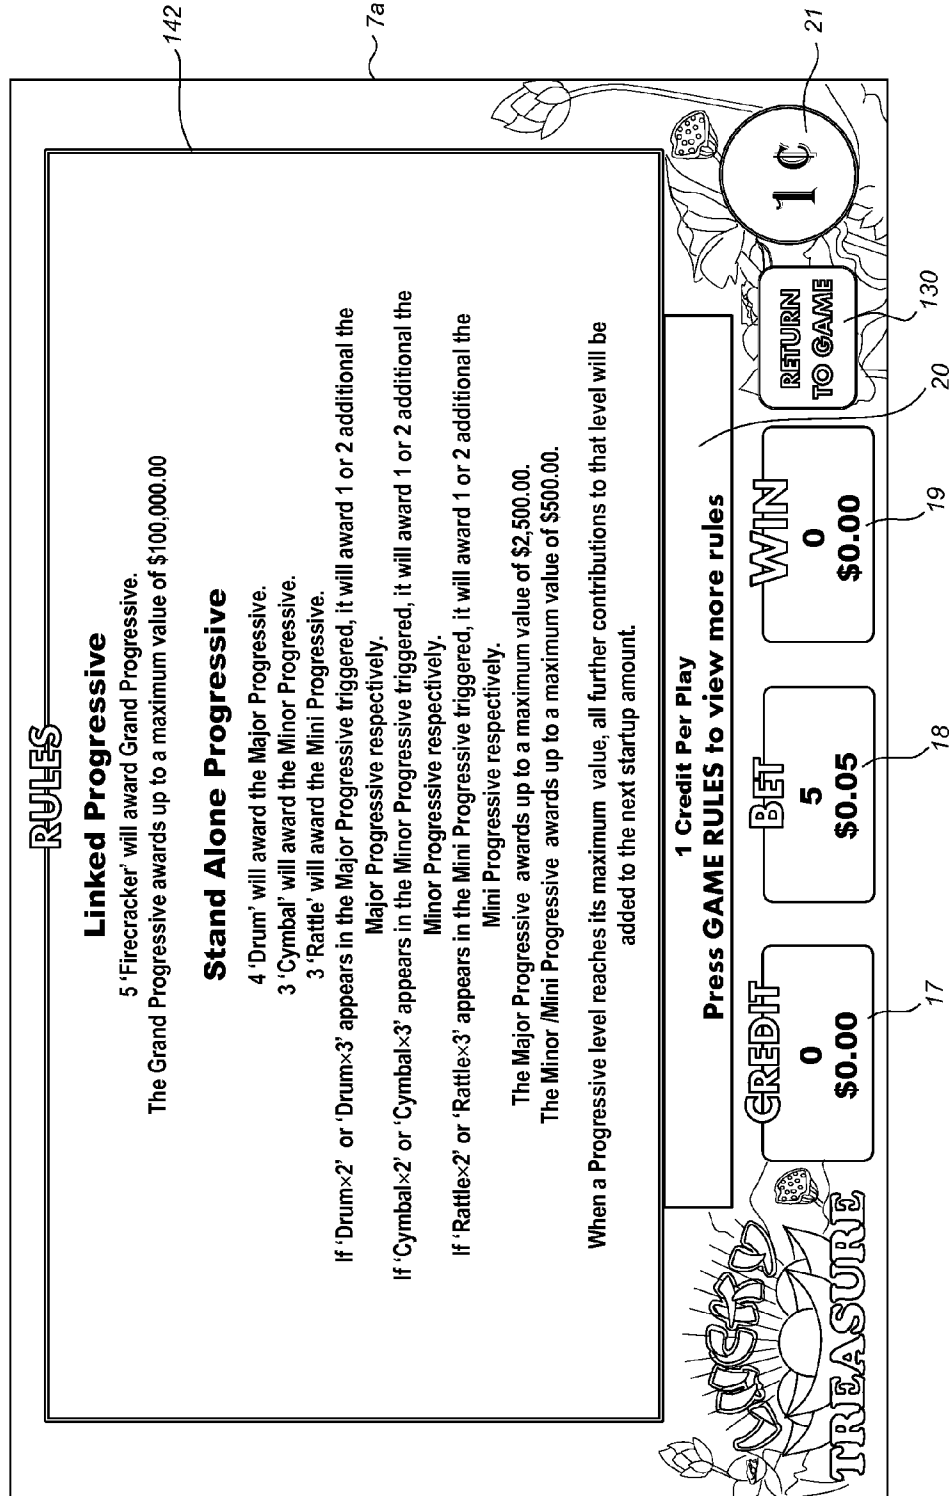 142
7a
RULES
Linked Progressive
5 ‘Firecracker’ will award Grand Progressive.
The Grand Progressive awards up to a maximum value of $100,000.00
Stand Alone Progressive
4 ‘Drum’ will award the Major Progressive.
3 ‘Cymbal’ will award the Minor Progressive.
3 ‘Rattle’ will award the Mini Progressive.
If ‘Drum×2’ or ‘Drum×3’ appears in the Major Progressive triggered, it will award 1 or 2 additional the
Major Progressive respectively.
If ‘Cymbal×2’ or ‘Cymbal×3’ appears in the Minor Progressive triggered, it will award 1 or 2 additional the
Minor Progressive respectively.
If ‘Rattle×2’ or ‘Rattle×3’ appears in the Mini Progressive triggered, it will award 1 or 2 additional the
Mini Progressive respectively.
The Major Progressive awards up to a maximum value of $2,500.00.
The Minor /Mini Progressive awards up to a maximum value of $500.00.
When a Progressive level reaches its maximum value, all further contributions to that level will be
added to the next startup amount.
1 Credit Per Play
Press GAME RULES to view more rules
LUCKY
TREASURE
CREDIT
0
$0.00
BET
5
$0.05
WIN
0
$0.00
RETURN
TO GAME
1 ¢
17
18
19
20
130
21